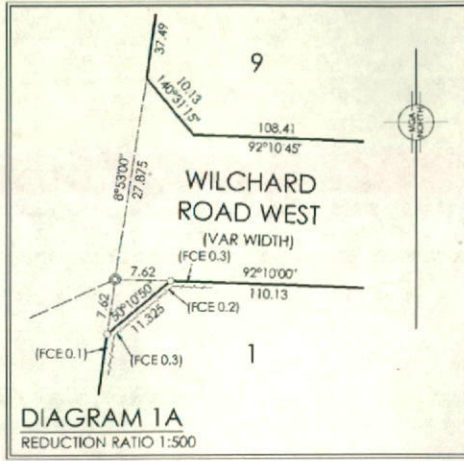 37.49
9
10.13
140°31'15"
108.41
92°10'45"
8°53'00"
27.875
MGA
NORTH
WILCHARD
ROAD WEST
(VAR WIDTH)
(FCE 0.3)
7.62
92°10'00"
110.13
50°10'50"
11.325
(FCE 0.2)
7.62
(FCE 0.1)
(FCE 0.3)
1
DIAGRAM 1A
REDUCTION RATIO 1:500